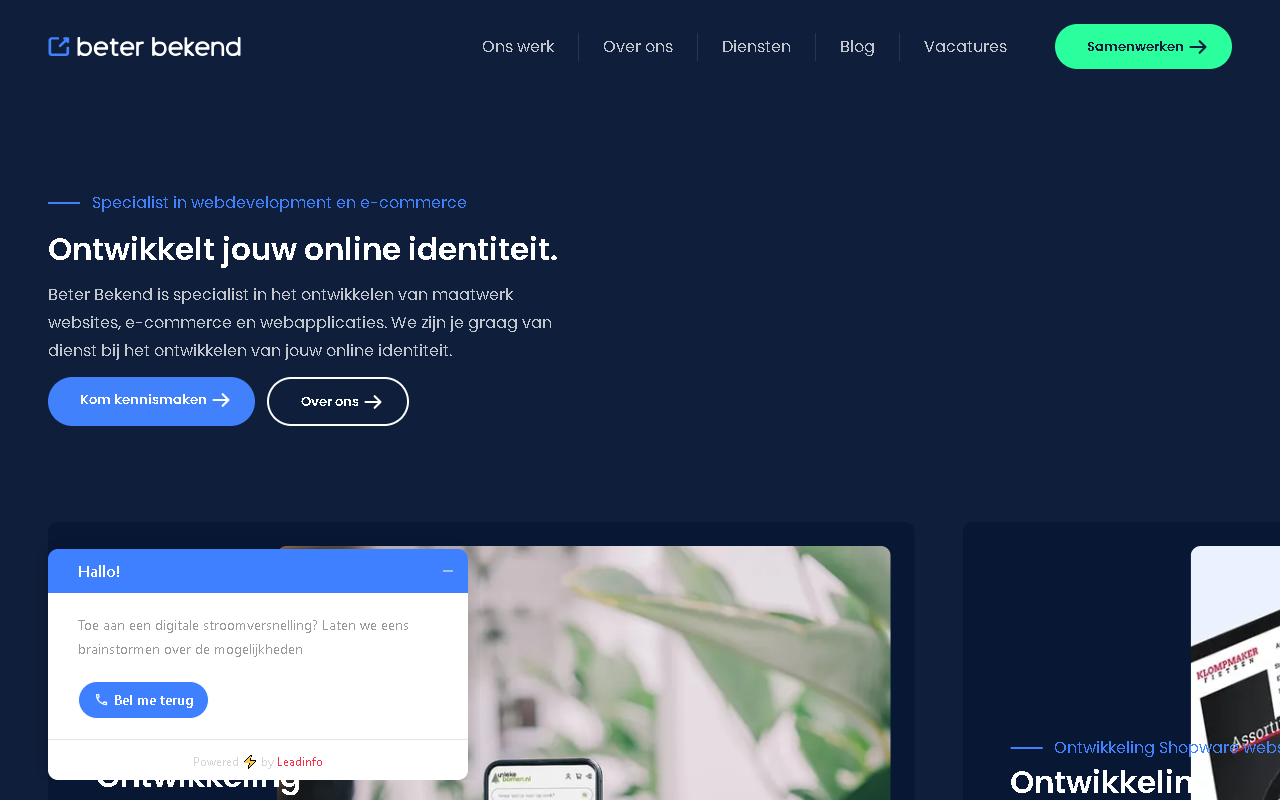 beter bekend
Ons werk
Over ons
Diensten
Blog
Vacatures
Samenwerken
Specialist in webdevelopment en e-commerce
Ontwikkelt jouw online identiteit.
Beter Bekend is specialist in het ontwikkelen van maatwerk
websites, e-commerce en webapplicaties. We zijn je graag van
dienst bij het ontwikkelen van jouw online identiteit.
Kom kennismaken
Over ons
Hallo!
Toe aan een digitale stroomversnelling? Laten we eens
brainstormen over de mogelijkheden
Bel me terug
Powered ⚡ by Leadinfo
Ontwikkeling
unieke
bomen.nl
KLOMPMAKER
FIETSEN
Assorti
Ontwikkeling Shopware webs
Ontwikkelin